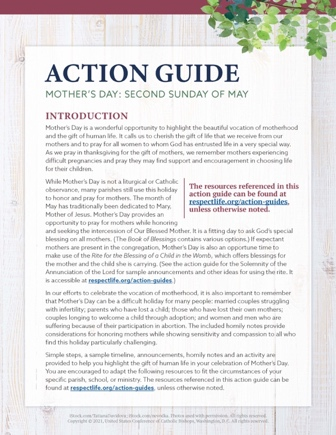 ACTION GUIDE
MOTHER'S DAY: SECOND SUNDAY OF MAY
INTRODUCTION
Mother's Day is a wonderful opportunity to highlight the beautiful vocation of motherhood
and the gift of human life. It calls us to cherish the gift of life that we receive from our
mothers and to pray for all women to whom God has entrusted life in a very special way.
As we pray in thanksgiving for the gift of mothers, we remember mothers experiencing
difficult pregnancies and pray they may find support and encouragement in choosing life
for their children.
While Mother's Day is not a liturgical or Catholic
observance, many parishes still use this holiday
to honor and pray for mothers. The month of
May has traditionally been dedicated to Mary,
Mother of Jesus. Mother's Day provides an
opportunity to pray for mothers while honoring
The resources referenced in this
action guide can be found at
respectlife.org/action-guides,
unless otherwise noted.
and seeking the intercession of Our Blessed Mother. It is a fitting day to ask God's special
blessing on all mothers. (The Book of Blessings contains various options.) If expectant
mothers are present in the congregation, Mother's Day is also an opportune time to
make use of the Rite for the Blessing of a Child in the Womb, which offers blessings for
the mother and the child she is carrying. (See the action guide for the Solemnity of the
Annunciation of the Lord for sample announcements and other ideas for using the rite. It
is accessible at respectlife.org/action-guides.)
In our efforts to celebrate the vocation of motherhood, it is also important to remember
that Mother's Day can be a difficult holiday for many people: married couples struggling
with infertility; parents who have lost a child; those who have lost their own mothers;
couples longing to welcome a child through adoption; and women and men who are
suffering because of their participation in abortion. The included homily notes provide
considerations for honoring mothers while showing sensitivity and compassion to all who
find this holiday particularly challenging.
Simple steps, a sample timeline, announcements, homily notes and an activity are
provided to help you highlight the gift of human life in your celebration of Mother's Day.
You are encouraged to adapt the following resources to fit the circumstances of your
specific parish, school, or ministry. The resources referenced in this action guide can be
found at respectlife.org/action-guides, unless otherwise noted.
Photos used with permission. All rights reserved.
Copyright © 2021, United States Conference of Catholic Bishops, Washington, D.C. All rights reserved.